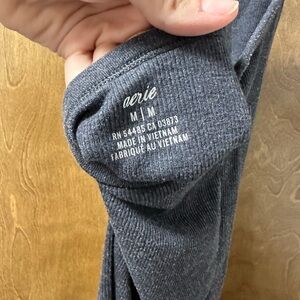 aerie
M | M
RN 54485 CA 03873
MADE IN VIETNAM
FABRIQUÉ AU VIETNAM